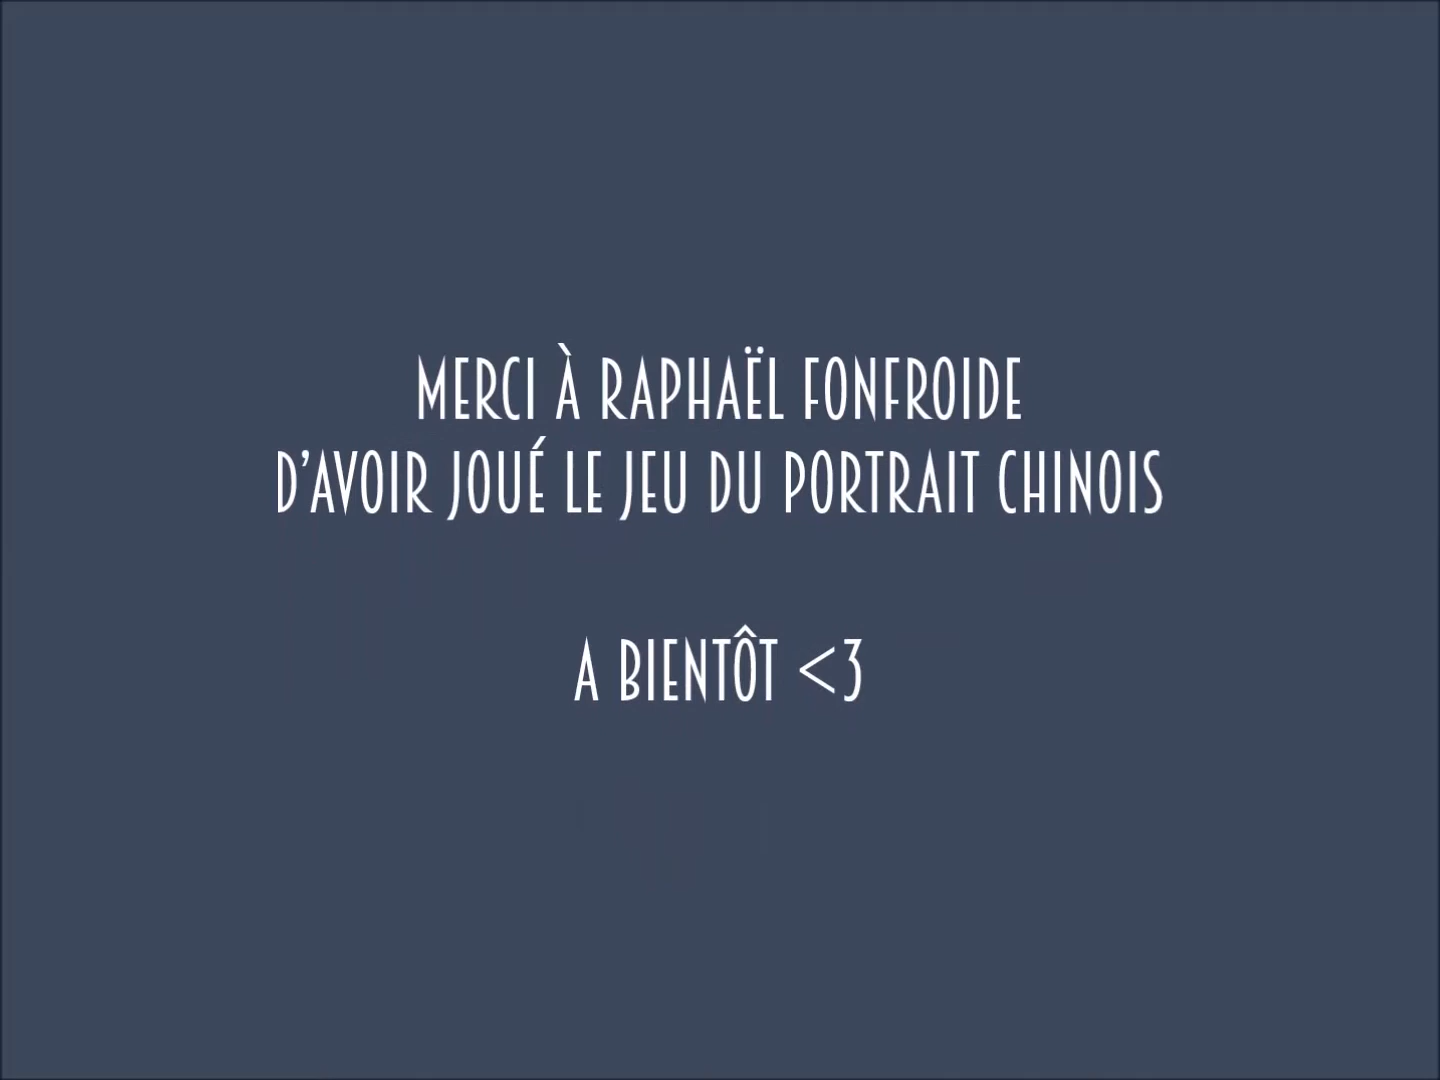 MERCI À RAPHAËL FONFROIDE
D’AVOIR JOUÉ LE JEU DU PORTRAIT CHINOIS
A BIENTÔT <3